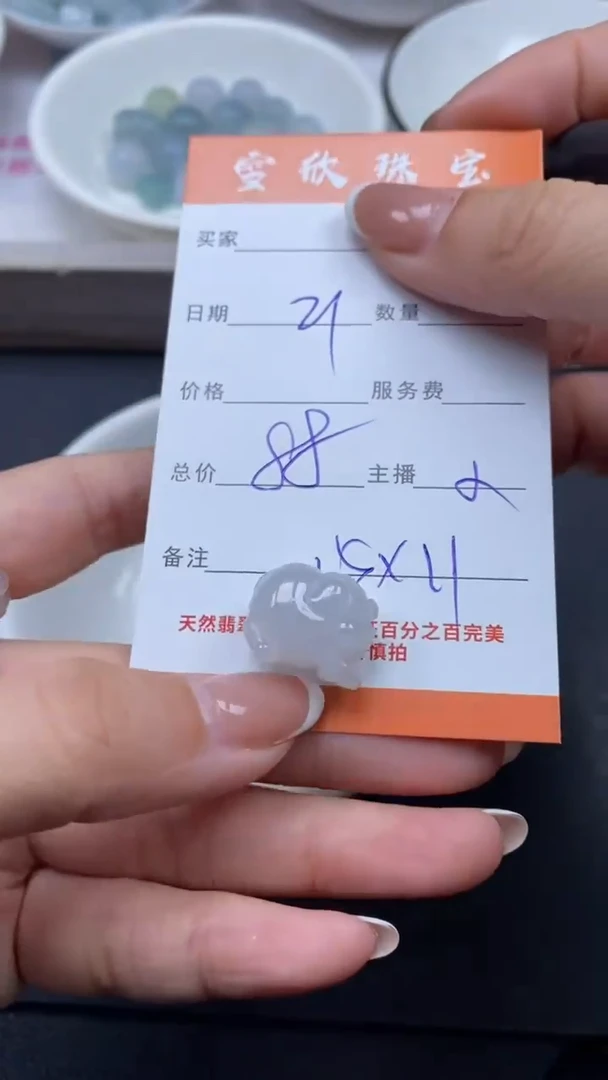 雯欣珠宝
买家
日期 21 数量
价格 服务费
总价 88 主播
备注
天然翡 百分之百完美
慎拍